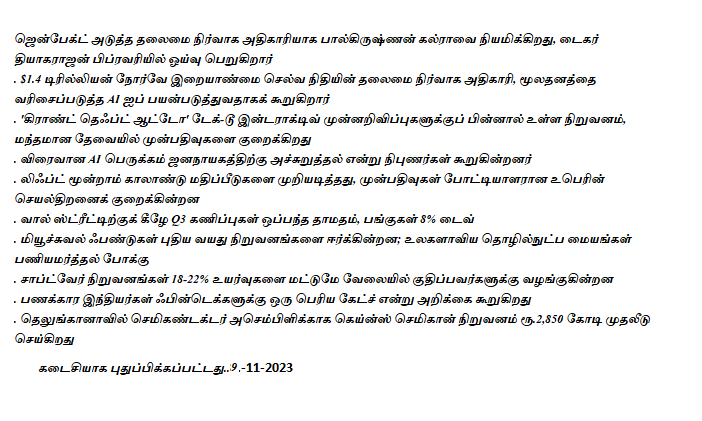 ஜென்பேக்ட் அடுத்த தலைமை நிர்வாக அதிகாரியாக பால்கிருஷ்ணன் கல்ராவை நியமிக்கிறது, டைகர்
தியாகராஜன் பிப்ரவரியில் ஓய்வு பெறுகிறார்
. $1.4 டிரில்லியன் நோர்வே இறையாண்மை செல்வ நிதியின் தலைமை நிர்வாக அதிகாரி, மூலதனத்தை
வரிசைப்படுத்த AI ஐப் பயன்படுத்துவதாகக் கூறுகிறார்
. 'கிராண்ட் தெஃப்ட் ஆட்டோ' டேக்-டூ இன்டராக்டிவ் முன்னறிவிப்புகளுக்குப் பின்னால் உள்ள நிறுவனம்,
மந்தமான தேவையில் முன்பதிவுகளை குறைக்கிறது
. விரைவான AI பெருக்கம் ஜனநாயகத்திற்கு அச்சுறுத்தல் என்று நிபுணர்கள் கூறுகின்றனர்
. லிஃப்ட் மூன்றாம் காலாண்டு மதிப்பீடுகளை முறியடித்தது, முன்பதிவுகள் போட்டியாளரான உபெரின்
செயல்திறனைக் குறைக்கின்றன
. வால் ஸ்ட்ரீட்டிற்குக் கீழே Q3 கணிப்புகள் ஒப்பந்த தாமதம், பங்குகள் 8% டைவ்
. மியூச்சுவல் ஃபண்டுகள் புதிய வயது நிறுவனங்களை ஈர்க்கின்றன; உலகளாவிய தொழில்நுட்ப மையங்கள்
பணியமர்த்தல் போக்கு
. சாப்ட்வேர் நிறுவனங்கள் 18-22% உயர்வுகளை மட்டுமே வேலையில் குதிப்பவர்களுக்கு வழங்குகின்றன
. பணக்கார இந்தியர்கள் ஃபின்டெக்களுக்கு ஒரு பெரிய கேட்ச் என்று அறிக்கை கூறுகிறது
. தெலுங்கானாவில் செமிகண்டக்டர் அசெம்பிளிக்காக கெய்ன்ஸ் செமிகான் நிறுவனம் ரூ.2,850 கோடி முதலீடு
செய்கிறது
கடைசியாக புதுப்பிக்கப்பட்டது..9.-11-2023